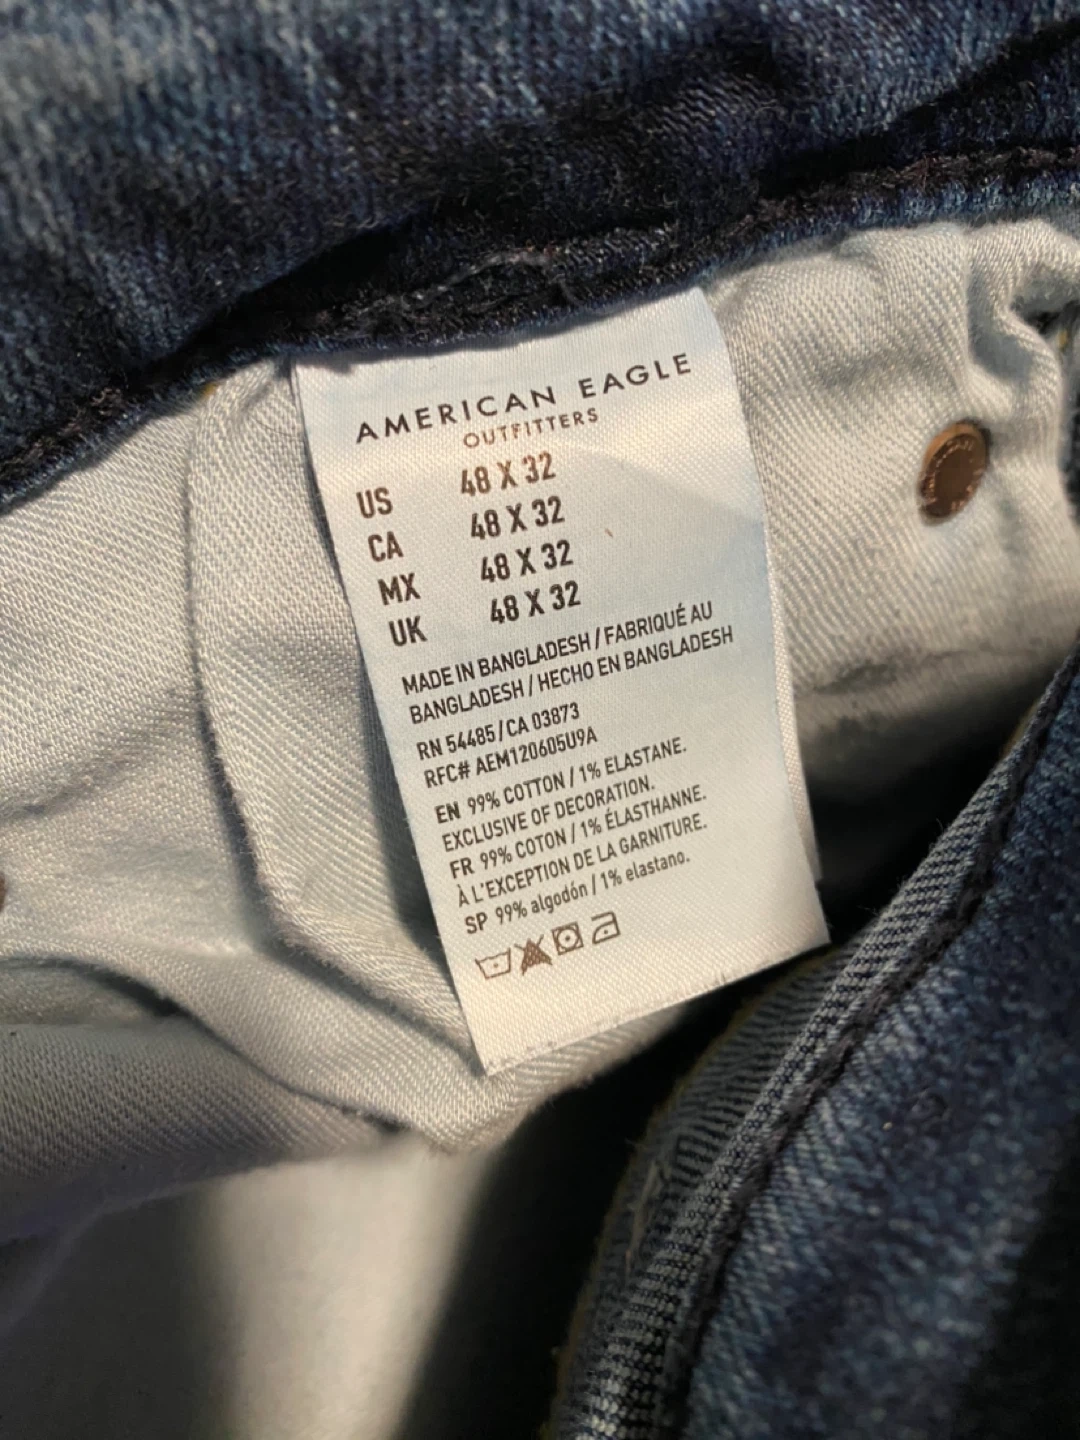 AMERICAN EAGLE
OUTFITTERS
US 48 X 32
CA 48 X 32
MX 48 X 32
UK 48 X 32
MADE IN BANGLADESH / FABRIQUÉ AU
BANGLADESH / HECHO EN BANGLADESH
RN 54485 / CA 03873
RFC# AEM120605U9A
EN 99% COTTON / 1% ELASTANE.
EXCLUSIVE OF DECORATION.
FR 99% COTON / 1% ÉLASTHANNE.
À L'EXCEPTION DE LA GARNITURE.
SP 99% algodón / 1% elastano.